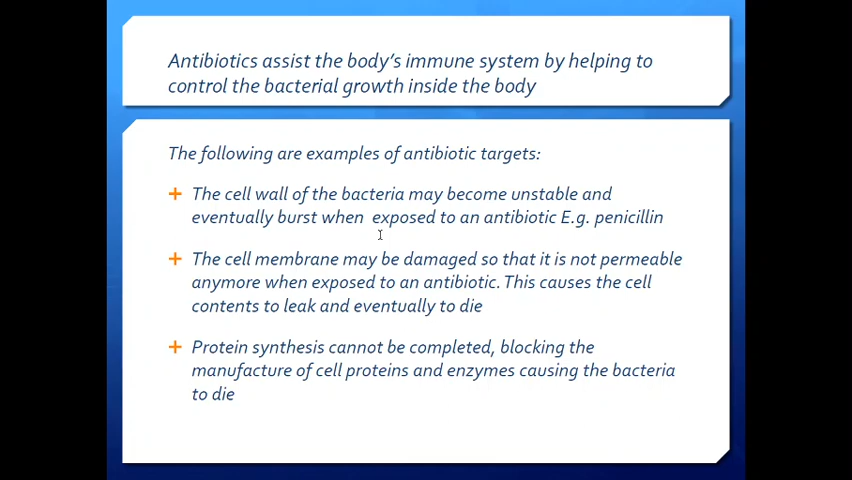 Antibiotics assist the body's immune system by helping to
control the bacterial growth inside the body
The following are examples of antibiotic targets:
The cell wall of the bacteria may become unstable and
eventually burst when exposed to an antibiotic E.g. penicillin
The cell membrane may be damaged so that it is not permeable
anymore when exposed to an antibiotic. This causes the cell
contents to leak and eventually to die
Protein synthesis cannot be completed, blocking the
manufacture of cell proteins and enzymes causing the bacteria
to die